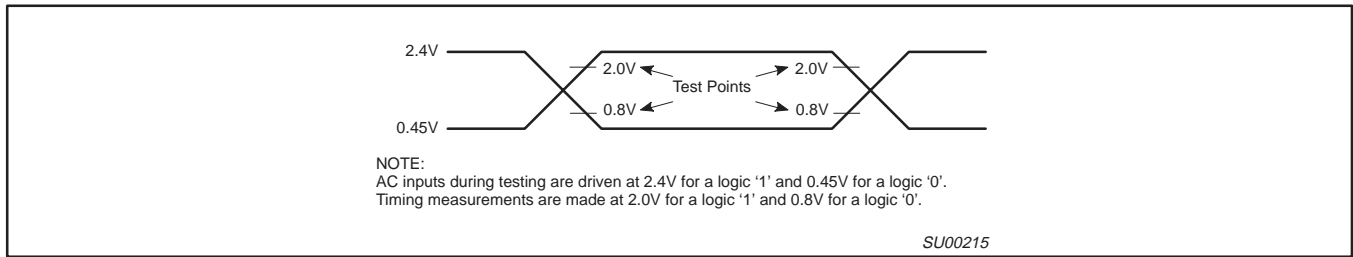 2.4V
2.0V 2.0V
Test Points
0.8V 0.8V
0.45V
NOTE:
AC inputs during testing are driven at 2.4V for a logic ‘1’ and 0.45V for a logic ‘0’.
Timing measurements are made at 2.0V for a logic ‘1’ and 0.8V for a logic ‘0’.
SU00215